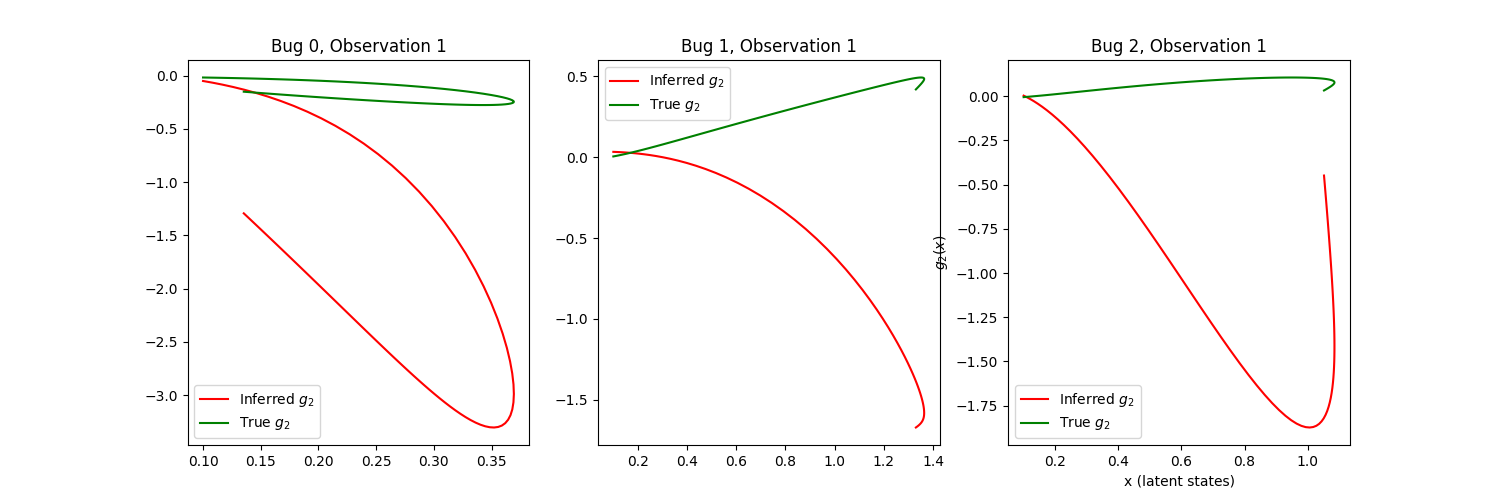 Bug 0, Observation 1
0.0
−0.5
−1.0
−1.5
−2.0
−2.5
−3.0
0.10 0.15 0.20 0.25 0.30 0.35
Inferred g₂
True g₂
Bug 1, Observation 1
0.5
0.0
−0.5
−1.0
−1.5
0.2 0.4 0.6 0.8 1.0 1.2 1.4
Inferred g₂
True g₂
Bug 2, Observation 1
g₂(x)
0.00
−0.25
−0.50
−0.75
−1.00
−1.25
−1.50
−1.75
0.2 0.4 0.6 0.8 1.0
x (latent states)
Inferred g₂
True g₂